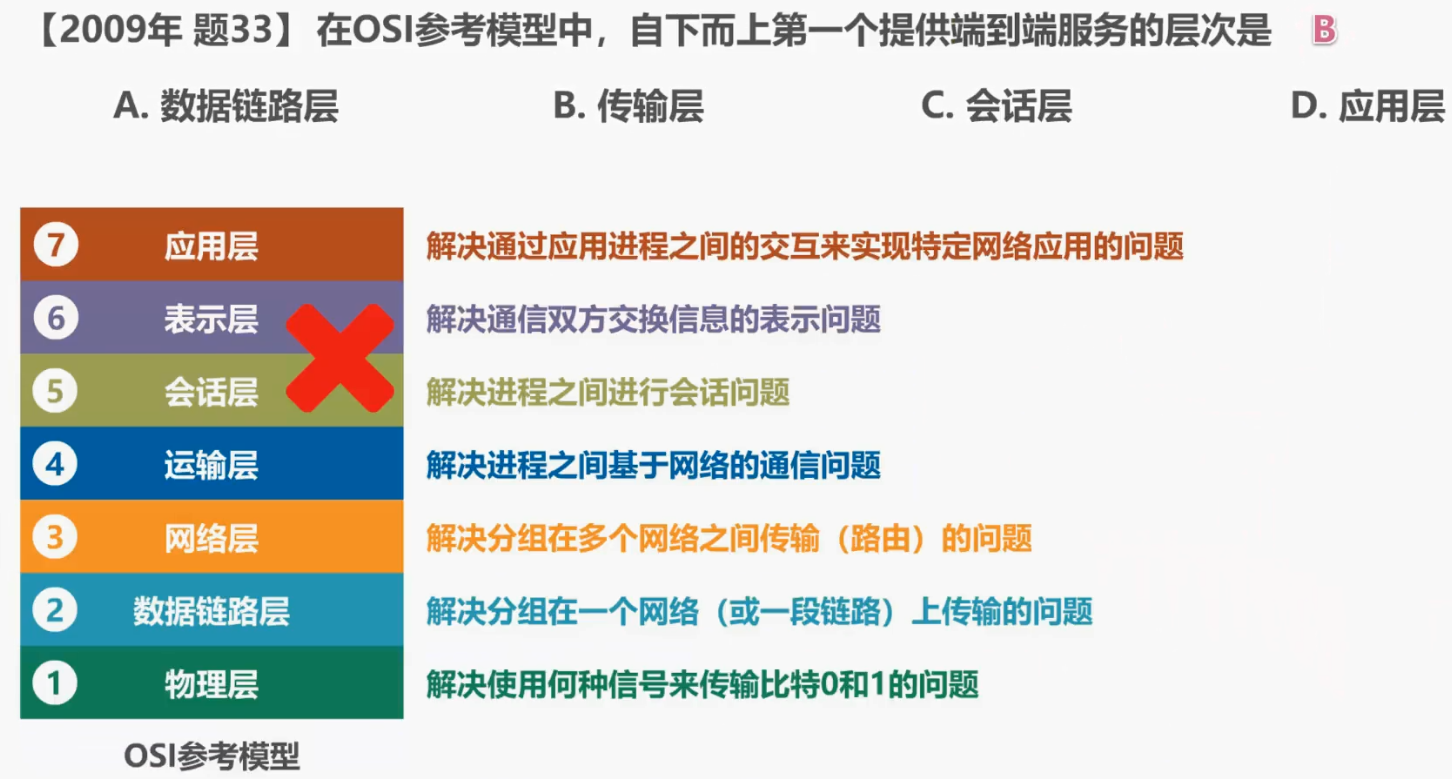 【2009年 题33】在OSI参考模型中，自下而上第一个提供端到端服务的层次是 B
A. 数据链路层 B. 传输层 C. 会话层 D. 应用层
7 应用层 解决通过应用进程之间的交互来实现特定网络应用的问题
6 表示层 解决通信双方交换信息的表示问题
5 会话层 解决进程之间进行会话问题
4 运输层 解决进程之间基于网络的通信问题
3 网络层 解决分组在多个网络之间传输（路由）的问题
2 数据链路层 解决分组在一个网络（或一段链路）上传输的问题
1 物理层 解决使用何种信号来传输比特0和1的问题
OSI参考模型